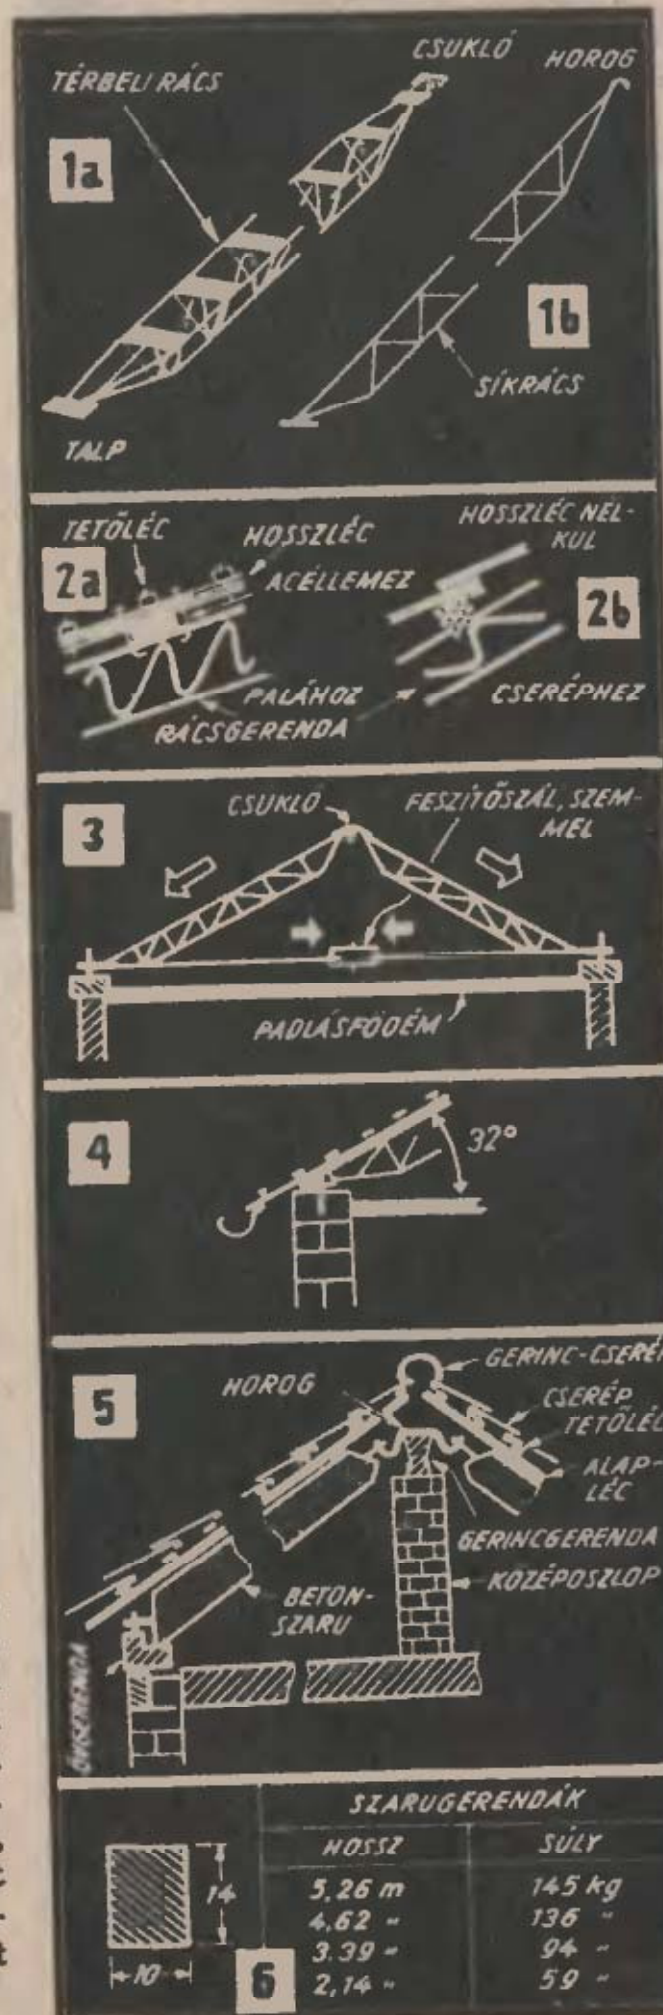 TÉRBELI RÁCS
CSUKLÓ
HOROG
1a
1b
SÍKRÁCS
TALP
TETŐLÉC
HOSSZLÉC
HOSSZLÉC NÉL-
KUL
2a
ACÉLLEMEZ
2b
PALÁHOZ
CSERÉPHEZ
RÁCSGERENDA
3
CSUKLÓ
FESZÍTŐSZÁL, SZEM-
MEL
PADLÁSFÖDÉM
4
32°
5
HOROG
GERINC-CSERÉP
CSERÉP
TETŐLÉC
ALAP-
LÉC
GERINCGERENDA
KÖZÉPOSZLOP
BETON-
SZARU
SZARUGERENDÁK
HOSSZ SÚLY
5,26 m 145 kg
4,62 " 136 "
3.39 " 94 "
2,14 " 59 "
14
10
6